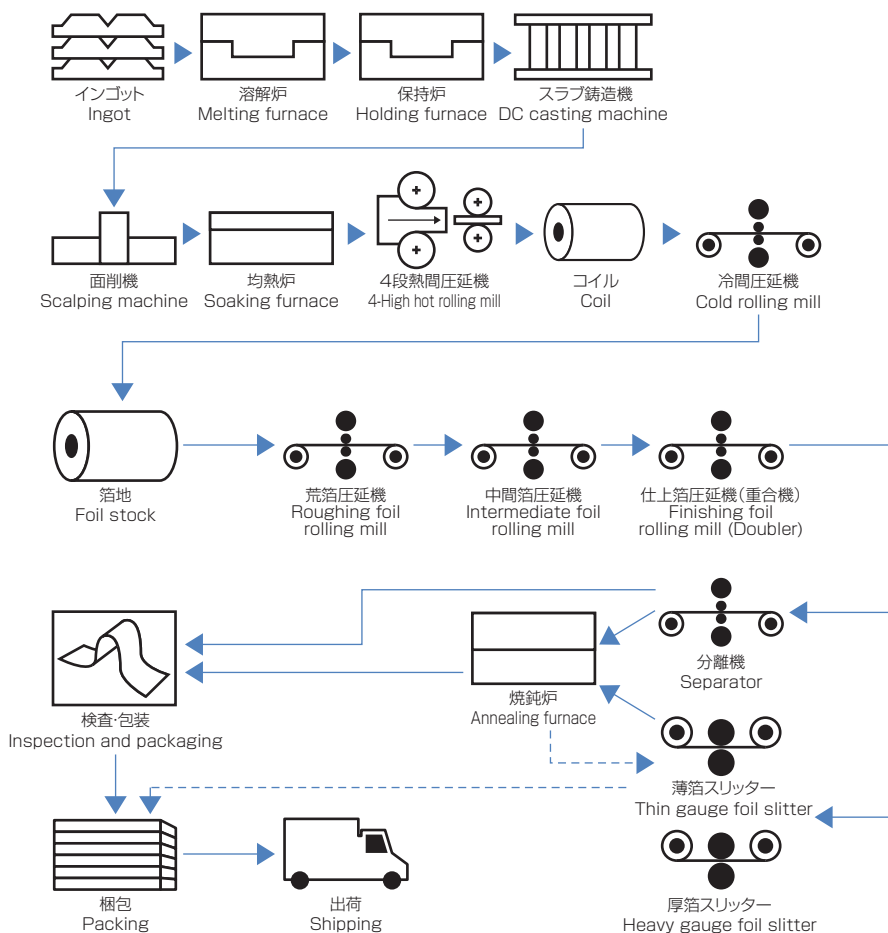 インゴット
Ingot
溶解炉
Melting furnace
保持炉
Holding furnace
スラブ鋳造機
DC casting machine
面削機
Scalping machine
均熱炉
Soaking furnace
4段熱間圧延機
4-High hot rolling mill
コイル
Coil
冷間圧延機
Cold rolling mill
箔地
Foil stock
荒箔圧延機
Roughing foil
rolling mill
中間箔圧延機
Intermediate foil
rolling mill
仕上箔圧延機(重合機)
Finishing foil
rolling mill (Doubler)
分離機
Separator
焼鈍炉
Annealing furnace
検査・包装
Inspection and packaging
薄箔スリッター
Thin gauge foil slitter
梱包
Packing
出荷
Shipping
厚箔スリッター
Heavy gauge foil slitter